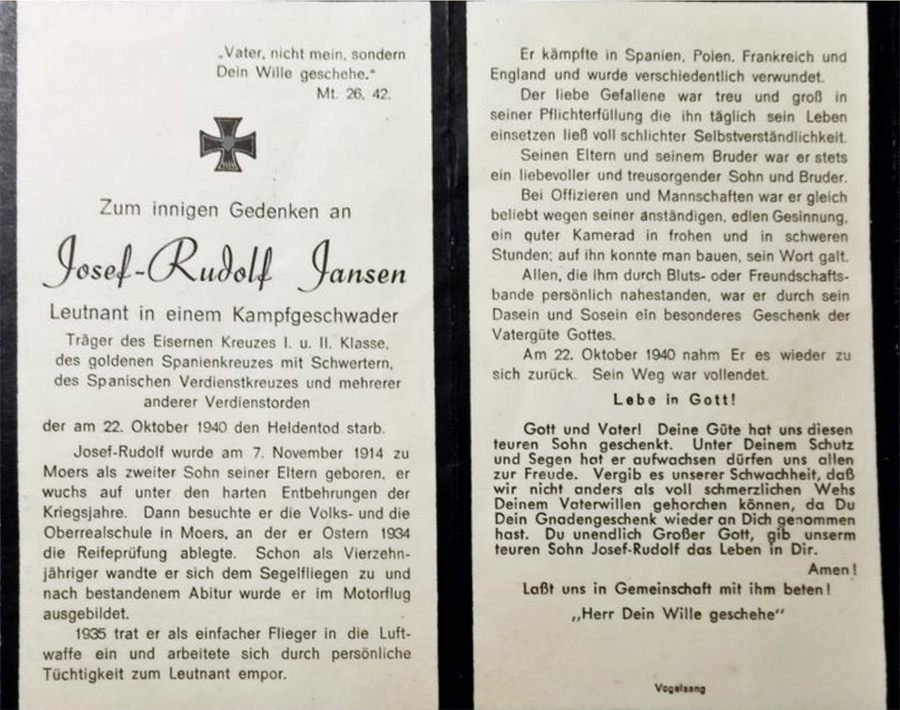 „Vater, nicht mein, sondern
Dein Wille geschehe."
Mt. 26, 42.
Zum innigen Gedenken an
Josef-Rudolf Jansen
Leutnant in einem Kampfgeschwader
Träger des Eisernen Kreuzes I. u. II. Klasse,
des goldenen Spanienkreuzes mit Schwertern,
des Spanischen Verdienstkreuzes und mehrerer
anderer Verdienstorden
der am 22. Oktober 1940 den Heldentod starb.
Josef-Rudolf wurde am 7. November 1914 zu
Moers als zweiter Sohn seiner Eltern geboren, er
wuchs auf unter den harten Entbehrungen der
Kriegsjahre. Dann besuchte er die Volks- und die
Oberrealschule in Moers, an der er Ostern 1934
die Reifeprüfung ablegte. Schon als Vierzehn-
jähriger wandte er sich dem Segelfliegen zu und
nach bestandenem Abitur wurde er im Motorflug
ausgebildet.
1935 trat er als einfacher Flieger in die Luft-
waffe ein und arbeitete sich durch persönliche
Tüchtigkeit zum Leutnant empor.
Er kämpfte in Spanien, Polen, Frankreich und
England und wurde verschiedentlich verwundet.
Der liebe Gefallene war treu und groß in
seiner Pflichterfüllung die ihn täglich sein Leben
einsetzen ließ voll schlichter Selbstverständlichkeit.
Seinen Eltern und seinem Bruder war er stets
ein liebevoller und treusorgender Sohn und Bruder.
Bei Offizieren und Mannschaften war er gleich
beliebt wegen seiner anständigen, edlen Gesinnung,
ein guter Kamerad in frohen und in schweren
Stunden; auf ihn konnte man bauen, sein Wort galt.
Allen, die ihm durch Bluts- oder Freundschafts-
bande persönlich nahestanden, war er durch sein
Dasein und Sosein ein besonderes Geschenk der
Vatergüte Gottes.
Am 22. Oktober 1940 nahm Er es wieder zu
sich zurück. Sein Weg war vollendet.
Lebe in Gott!
Gott und Vater! Deine Güte hat uns diesen
teuren Sohn geschenkt. Unter Deinem Schutz
und Segen hat er aufwachsen dürfen uns allen
zur Freude. Vergib es unserer Schwachheit, daß
wir nicht anders als voll schmerzlichen Wehs
Deinem Vaterwillen gehorchen können, da Du
Dein Gnadengeschenk wieder an Dich genommen
hast. Du unendlich Großer Gott, gib unserm
teuren Sohn Josef-Rudolf das Leben in Dir.
Amen!
Laßt uns in Gemeinschaft mit ihm beten!
„Herr Dein Wille geschehe"
Vogelsang